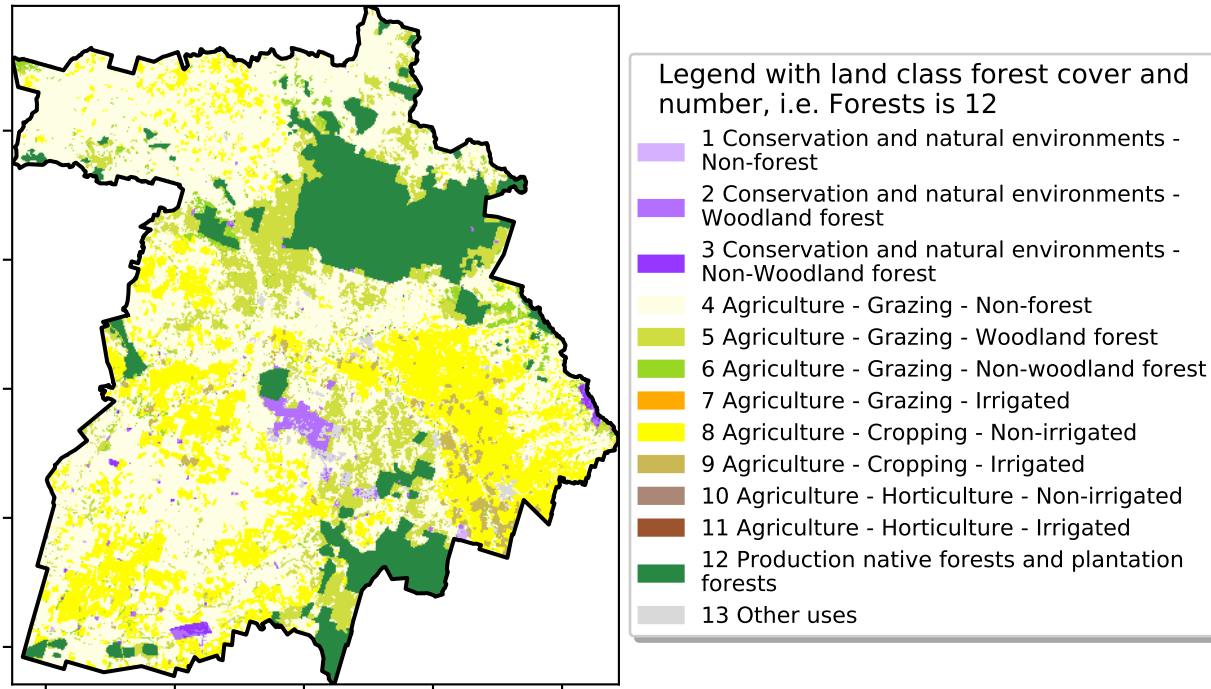 Legend with land class forest cover and
number, i.e. Forests is 12
1 Conservation and natural environments -
Non-forest
2 Conservation and natural environments -
Woodland forest
3 Conservation and natural environments -
Non-Woodland forest
4 Agriculture - Grazing - Non-forest
5 Agriculture - Grazing - Woodland forest
6 Agriculture - Grazing - Non-woodland forest
7 Agriculture - Grazing - Irrigated
8 Agriculture - Cropping - Non-irrigated
9 Agriculture - Cropping - Irrigated
10 Agriculture - Horticulture - Non-irrigated
11 Agriculture - Horticulture - Irrigated
12 Production native forests and plantation
forests
13 Other uses